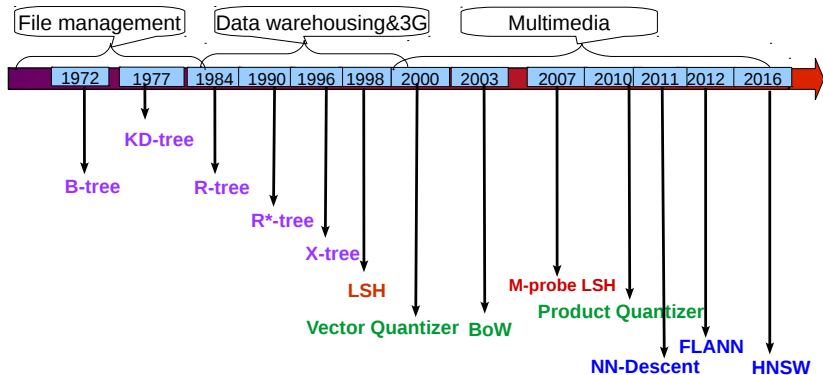 File management
Data warehousing&3G
Multimedia
1972
1977
1984
1990
1996
1998
2000
2003
2007
2010
2011
2012
2016
KD-tree
B-tree
R-tree
R*-tree
X-tree
LSH
M-probe LSH
Product Quantizer
Vector Quantizer
BoW
FLANN
NN-Descent
HNSW